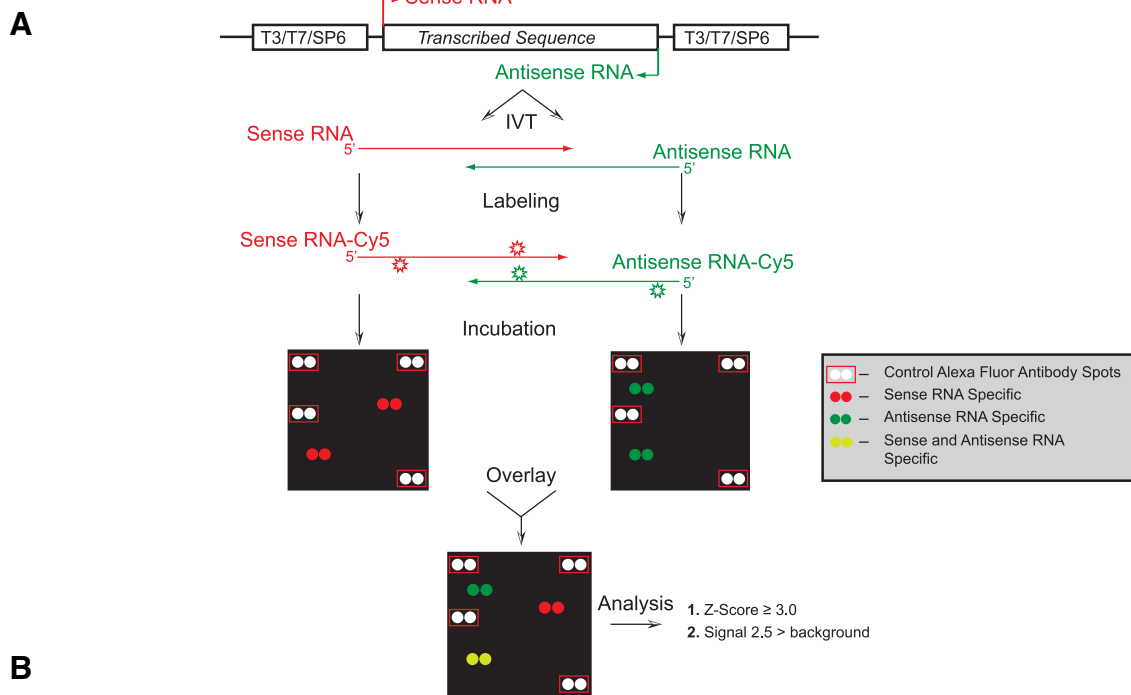 A
Sense RNA
T3/T7/SP6
Transcribed Sequence
T3/T7/SP6
Antisense RNA
IVT
Sense RNA
5'
Antisense RNA
5'
Labeling
Sense RNA-Cy5
5'
Antisense RNA-Cy5
5'
Incubation
– Control Alexa Fluor Antibody Spots
– Sense RNA Specific
– Antisense RNA Specific
– Sense and Antisense RNA
Specific
Overlay
Analysis
1. Z-Score ≥ 3.0
2. Signal 2.5 > background
B